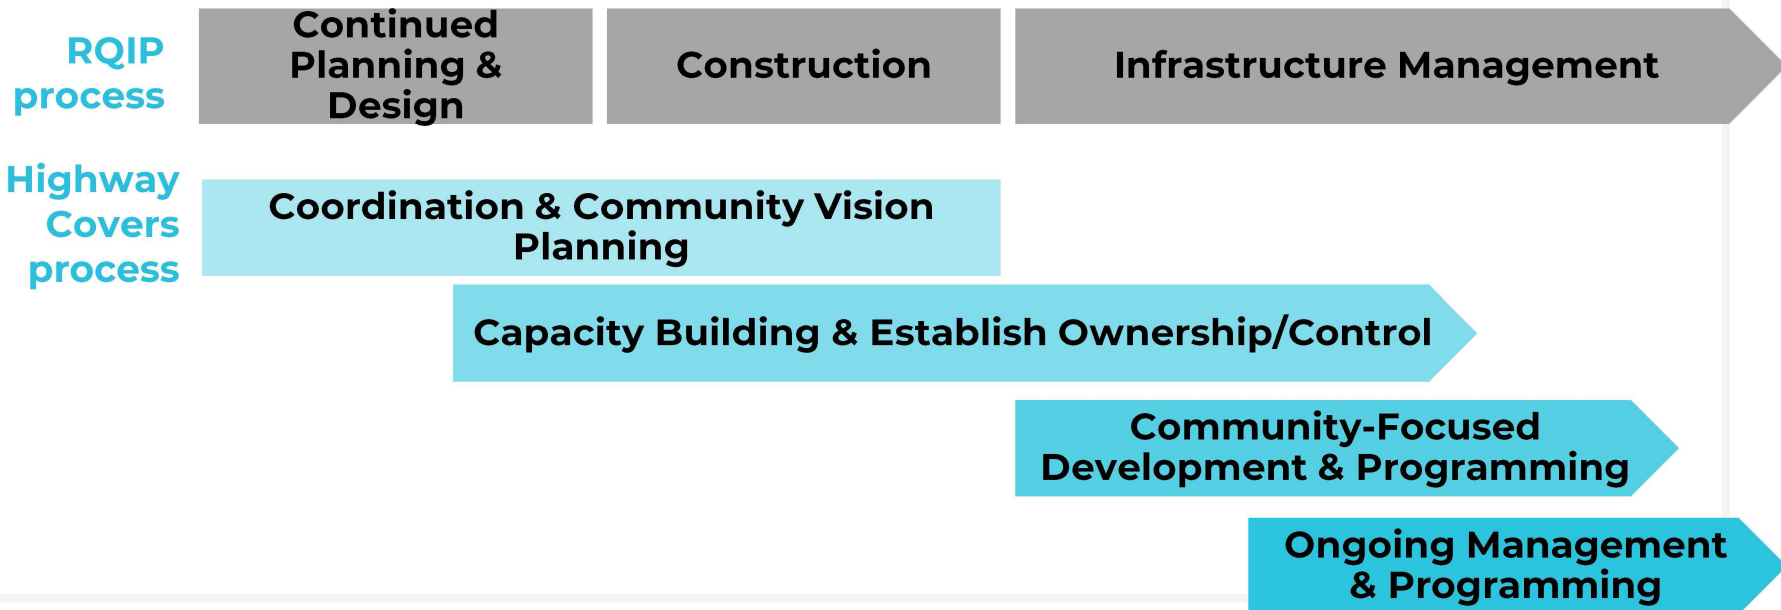 RQIP
process
Continued
Planning &
Design
Construction
Infrastructure Management
Highway
Covers
process
Coordination & Community Vision
Planning
Capacity Building & Establish Ownership/Control
Community-Focused
Development & Programming
Ongoing Management
& Programming